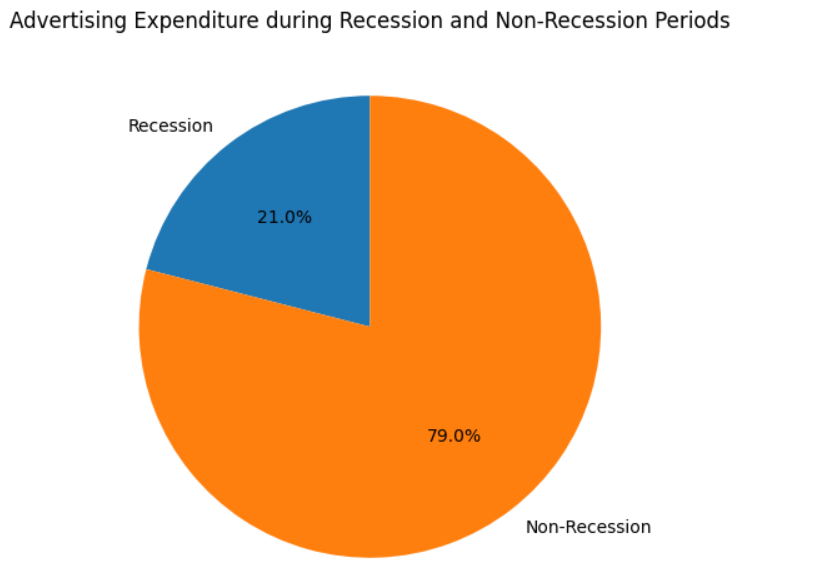 Advertising Expenditure during Recession and Non-Recession Periods
Recession
21.0%
79.0%
Non-Recession